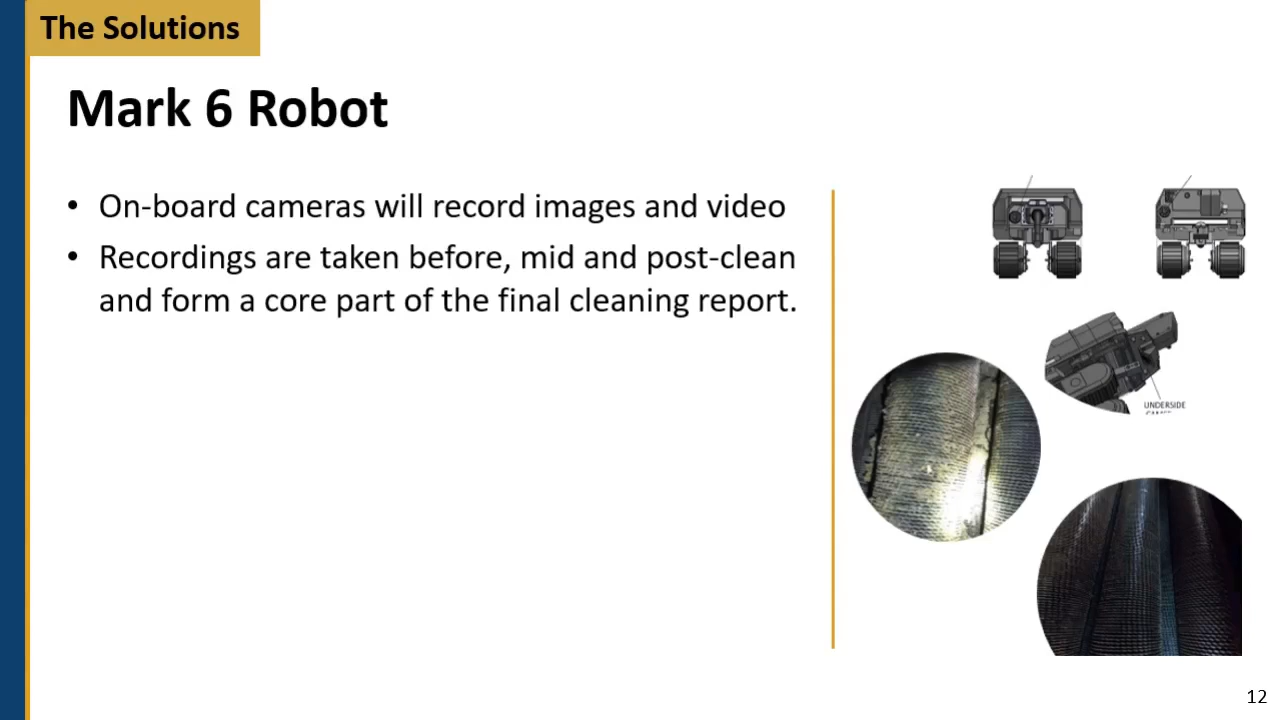 The Solutions
Mark 6 Robot
• On-board cameras will record images and video
• Recordings are taken before, mid and post-clean
and form a core part of the final cleaning report.
UNDERSIDE
12